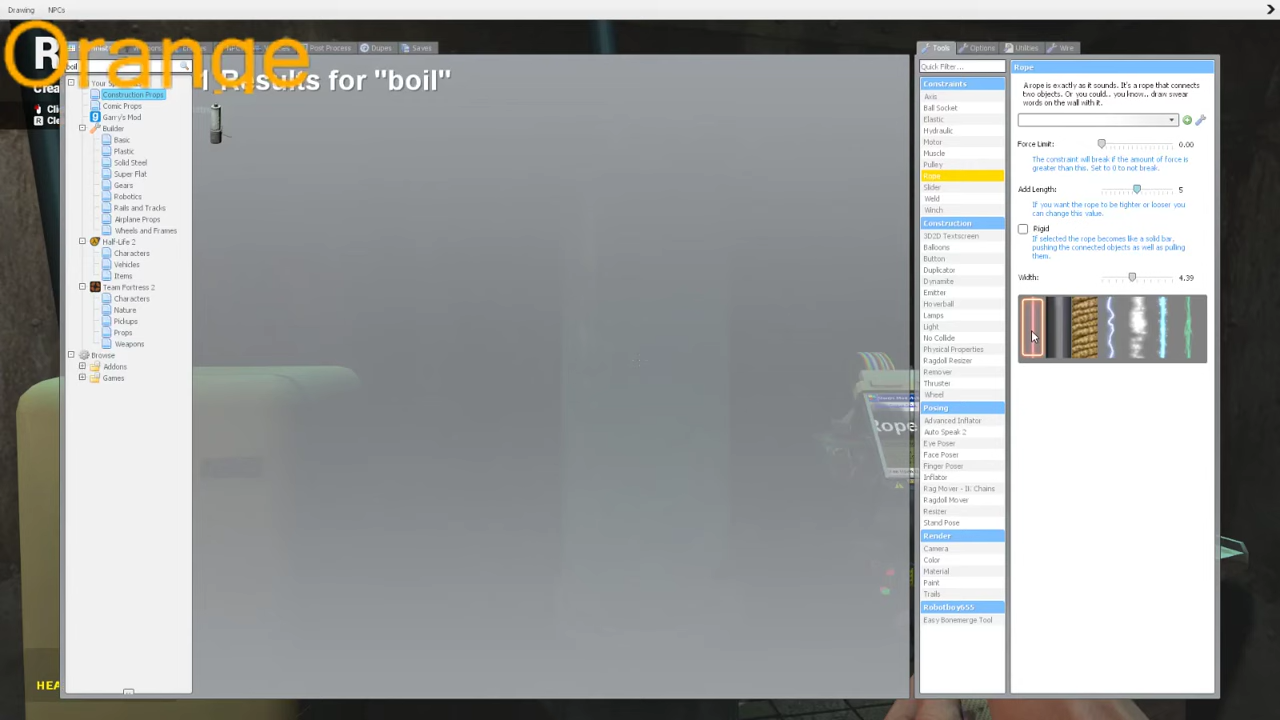 Drawing NPCs
Orange
Post Process Dupes Saves
boil
1 Results for "boil"
Construction Props
Comic Props
Garry's Mod
Builder
Basic
Plastic
Solid Steel
Super Flat
Gears
Robotics
Rails and Tracks
Airplane Props
Wheels and Frames
Half-Life 2
Characters
Vehicles
Items
Team Fortress 2
Characters
Nature
Pickups
Props
Weapons
Browse
Addons
Games
HEA
Rope
Tools Options Utilities Wire
Quick Filter...
Constraints
Axis
Ball Socket
Elastic
Hydraulic
Motor
Muscle
Pulley
Rope
Slider
Weld
Winch
Construction
3D2D Textscreen
Balloons
Button
Duplicator
Dynamite
Emitter
Hoverball
Lamps
Light
No Collide
Physical Properties
Ragdoll Resizer
Remover
Thruster
Wheel
Posing
Advanced Inflator
Auto Speak 2
Eye Poser
Face Poser
Finger Poser
Inflator
Rag Mover - IK Chains
Ragdoll Mover
Resizer
Stand Pose
Render
Camera
Color
Material
Paint
Trails
Robotboy655
Easy Bonemerge Tool
Rope
A rope is exactly as it sounds. It's a rope that connects
two objects. Or you could.. you know.. draw swear
words on the wall with it.
Force Limit: 0.00
The constraint will break if the amount of force is
greater than this. Set to 0 to not break.
Add Length: 5
If you want the rope to be tighter or looser you
can change this value.
Rigid
If selected the rope becomes like a solid bar,
pushing the connected objects as well as pulling
them.
Width: 4.39